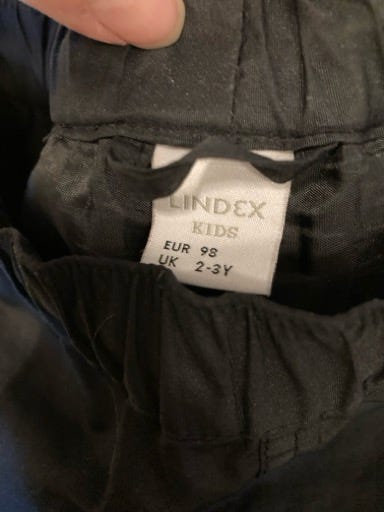 LINDEX
KIDS
EUR 98
UK 2-3Y